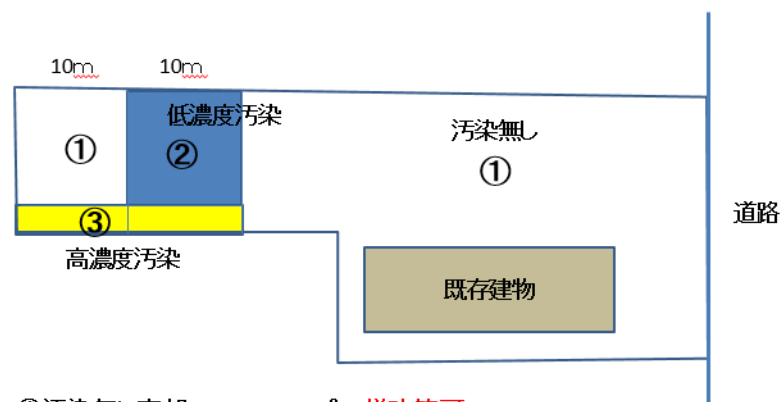 10m 10m
低濃度汚染
汚染無し
①
②
①
道路
③
高濃度汚染
既存建物